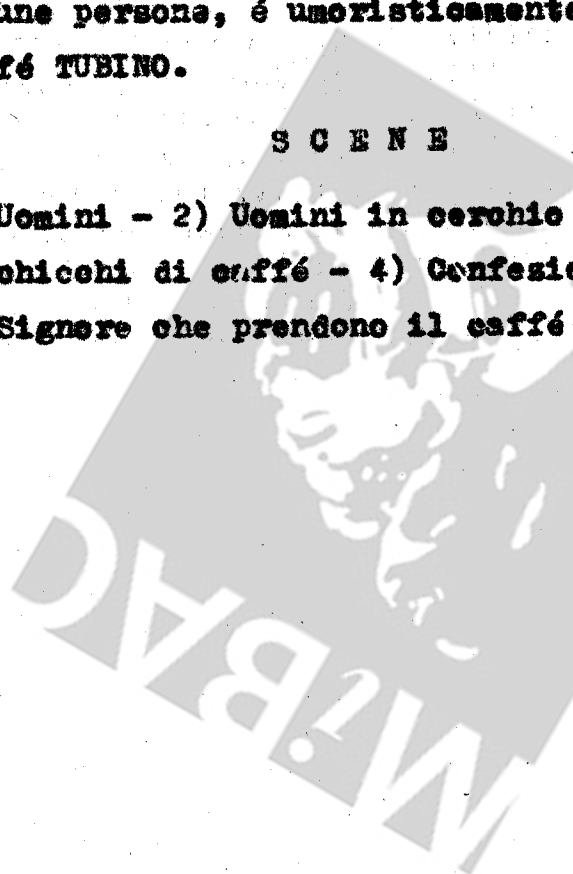 une persona, é umoristicamente
fé TUBINO.
S C E N E
Uomini - 2) Uomini in cerchio
chicchi di caffé - 4) Confezio
Signore che prendono il caffé
MiBAC